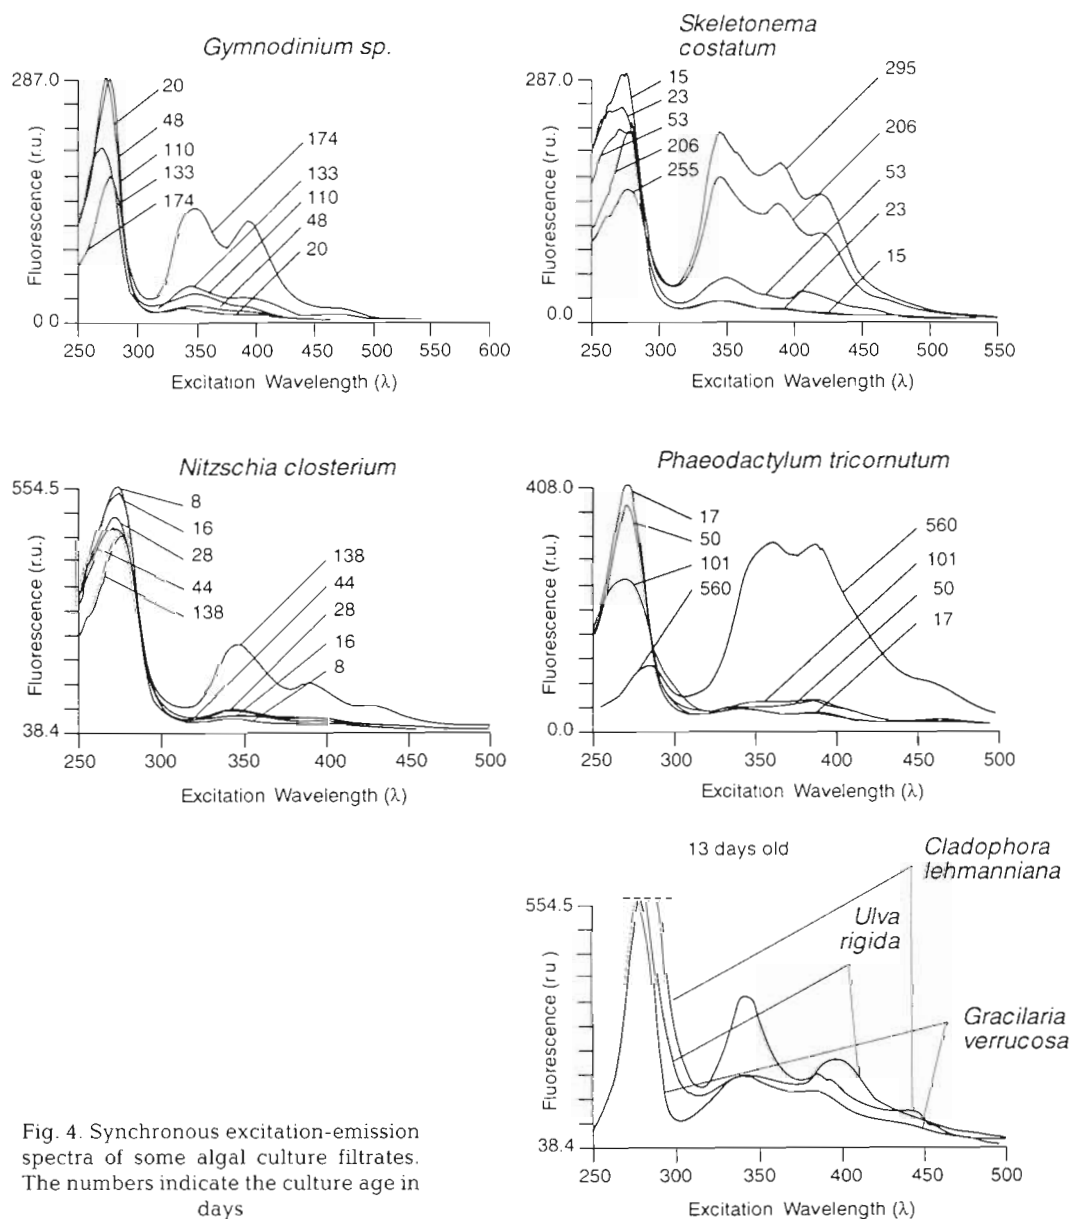 Gymnodinium sp.
287.0
0 0
Fluorescence (r.u.)
20
48
110
133
174
174
133
110
48
20
250 300 350 400 450 500 550 600
Excitation Wavelength (λ)
Skeletonema
costatum
287.0
0.0
Fluorescence (r.u.)
15
23
53
206
255
295
206
53
23
15
250 300 350 400 450 500 550
Excitation Wavelength (λ)
Nitzschia closterium
554.5
38.4
Fluorescence (r.u.)
8
16
28
44
138
138
44
28
16
8
250 300 350 400 450 500
Excitation Wavelength (λ)
Phaeodactylum tricornutum
408.0
0.0
Fluorescence (r.u.)
17
50
101
560
560
101
50
17
250 300 350 400 450 500
Excitation Wavelength (λ)
13 days old
Cladophora
lehmanniana
Ulva
rigida
Gracilaria
verrucosa
554.5
38.4
Fluorescence (r u )
250 300 350 400 450 500
Excitation Wavelength (λ)
Fig. 4. Synchronous excitation-emission
spectra of some algal culture filtrates.
The numbers indicate the culture age in
days